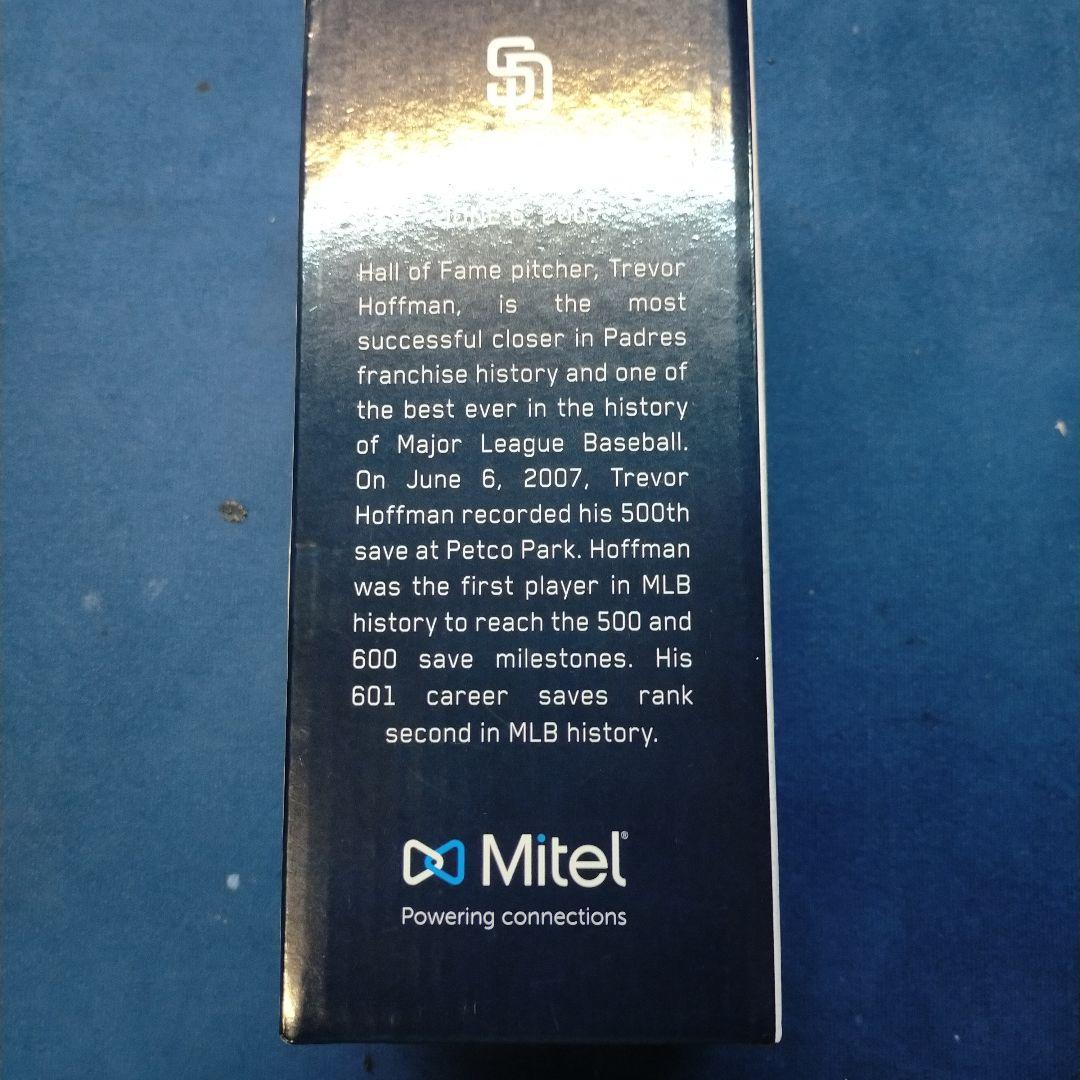 SD
JUNE 6, 2007
Hall of Fame pitcher, Trevor
Hoffman, is the most
successful closer in Padres
franchise history and one of
the best ever in the history
of Major League Baseball.
On June 6, 2007, Trevor
Hoffman recorded his 500th
save at Petco Park. Hoffman
was the first player in MLB
history to reach the 500 and
600 save milestones. His
601 career saves rank
second in MLB history.
Mitel®
Powering connections